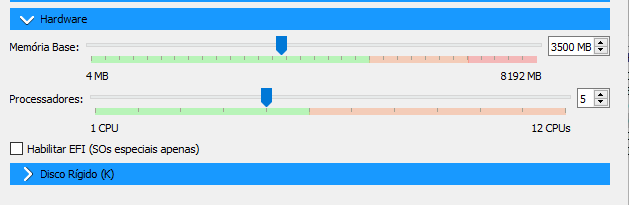 Hardware
Memória Base: 3500 MB
4 MB 8192 MB
Processadores: 5
1 CPU 12 CPUs
Habilitar EFI (SOs especiais apenas)
Disco Rígido (K)